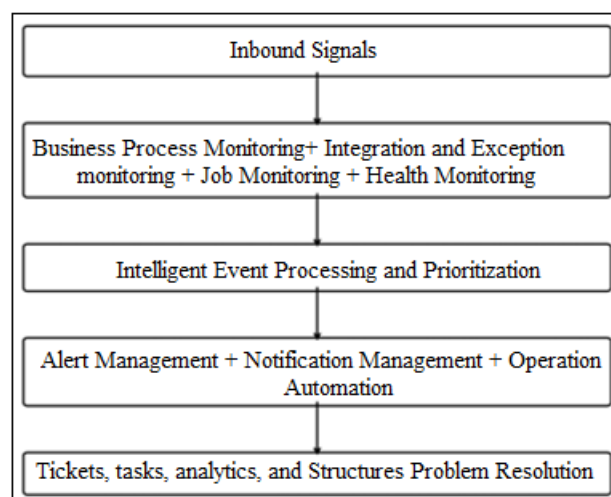 Inbound Signals
Business Process Monitoring+ Integration and Exception
monitoring + Job Monitoring + Health Monitoring
Intelligent Event Processing and Prioritization
Alert Management + Notification Management + Operation
Automation
Tickets, tasks, analytics, and Structures Problem Resolution